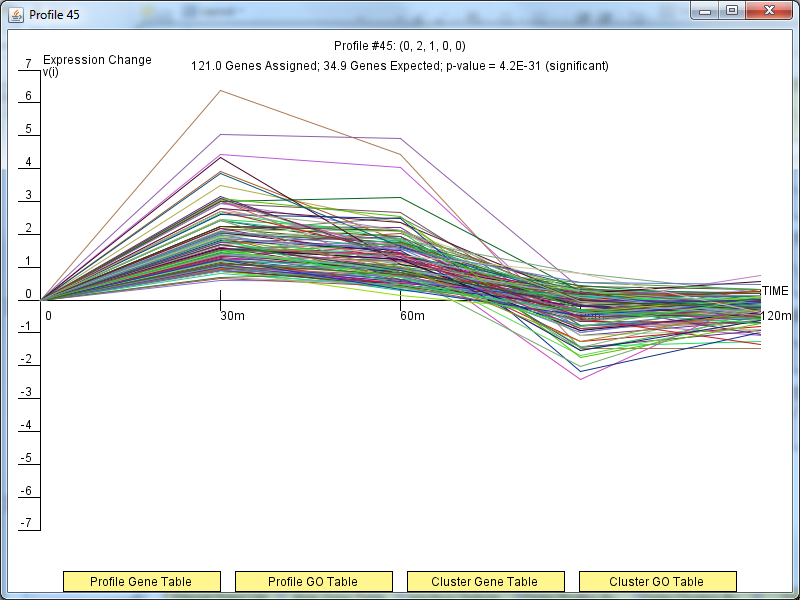 Profile 45
Profile #45: (0, 2, 1, 0, 0)
Expression Change
v(i)
121.0 Genes Assigned; 34.9 Genes Expected; p-value = 4.2E-31 (significant)
7
6
5
4
3
2
1
0
-1
-2
-3
-4
-5
-6
-7
0
30m
60m
120m
TIME
Profile Gene Table
Profile GO Table
Cluster Gene Table
Cluster GO Table